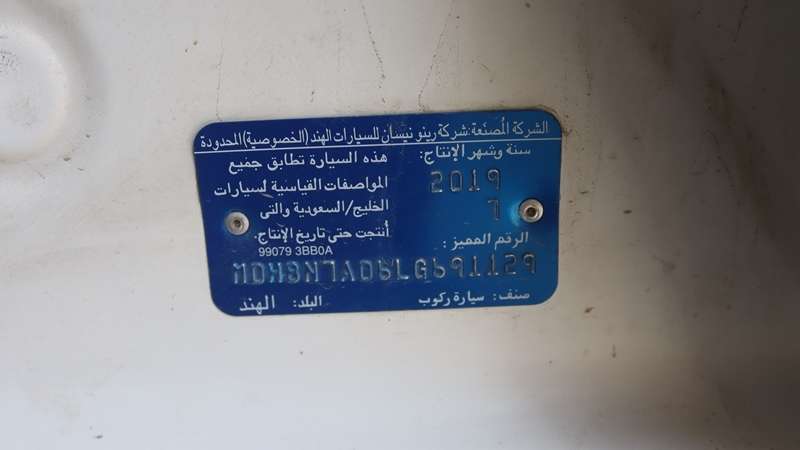 الشركة المُصنعة: شركة رينو نيسان للسيارات الهند (الخصوصية) المحدودة
سنة وشهر الإنتاج:
2019
7
هذه السيارة تطابق جميع
المواصفات القياسية لسيارات
الخليج/السعودية والتى
أنتجت حتى تاريخ الإنتاج.
99079 3BB0A
الرقم المميز:
صنف: سيارة ركوب
البلد: الهند